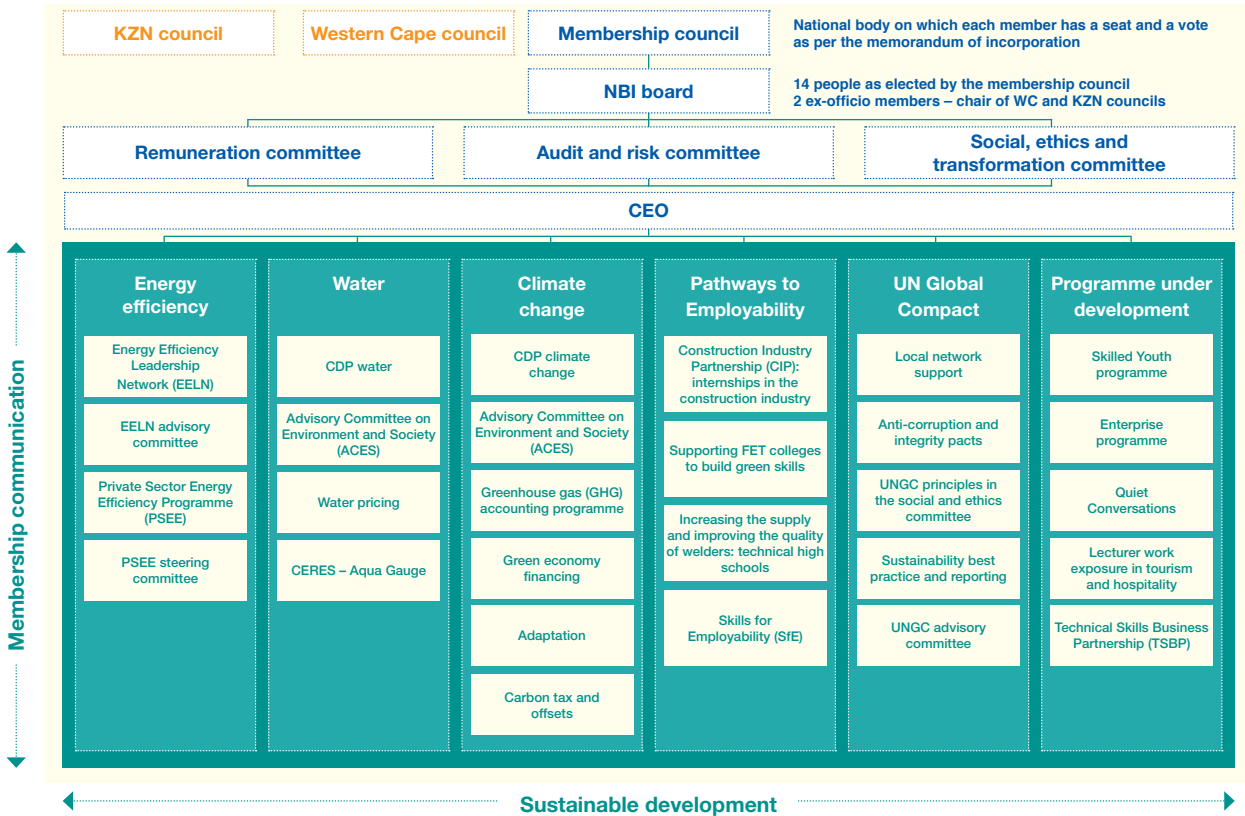 KZN council
Western Cape council
Membership council
National body on which each member has a seat and a vote
as per the memorandum of incorporation
NBI board
14 people as elected by the membership council
2 ex-officio members – chair of WC and KZN councils
Remuneration committee
Audit and risk committee
Social, ethics and
transformation committee
CEO
Membership communication
Energy
efficiency
Energy Efficiency
Leadership
Network (EELN)
EELN advisory
committee
Private Sector Energy
Efficiency Programme
(PSEE)
PSEE steering
committee
Water
CDP water
Advisory Committee on
Environment and Society
(ACES)
Water pricing
CERES – Aqua Gauge
Climate
change
CDP climate
change
Advisory Committee on
Environment and Society
(ACES)
Greenhouse gas (GHG)
accounting programme
Green economy
financing
Adaptation
Carbon tax and
offsets
Pathways to
Employability
Construction Industry
Partnership (CIP):
internships in the
construction industry
Supporting FET colleges
to build green skills
Increasing the supply
and improving the quality
of welders: technical high
schools
Skills for
Employability (SfE)
UN Global
Compact
Local network
support
Anti-corruption and
integrity pacts
UNGC principles in
the social and ethics
committee
Sustainability best
practice and reporting
UNGC advisory
committee
Programme under
development
Skilled Youth
programme
Enterprise
programme
Quiet
Conversations
Lecturer work
exposure in tourism
and hospitality
Technical Skills Business
Partnership (TSBP)
Sustainable development